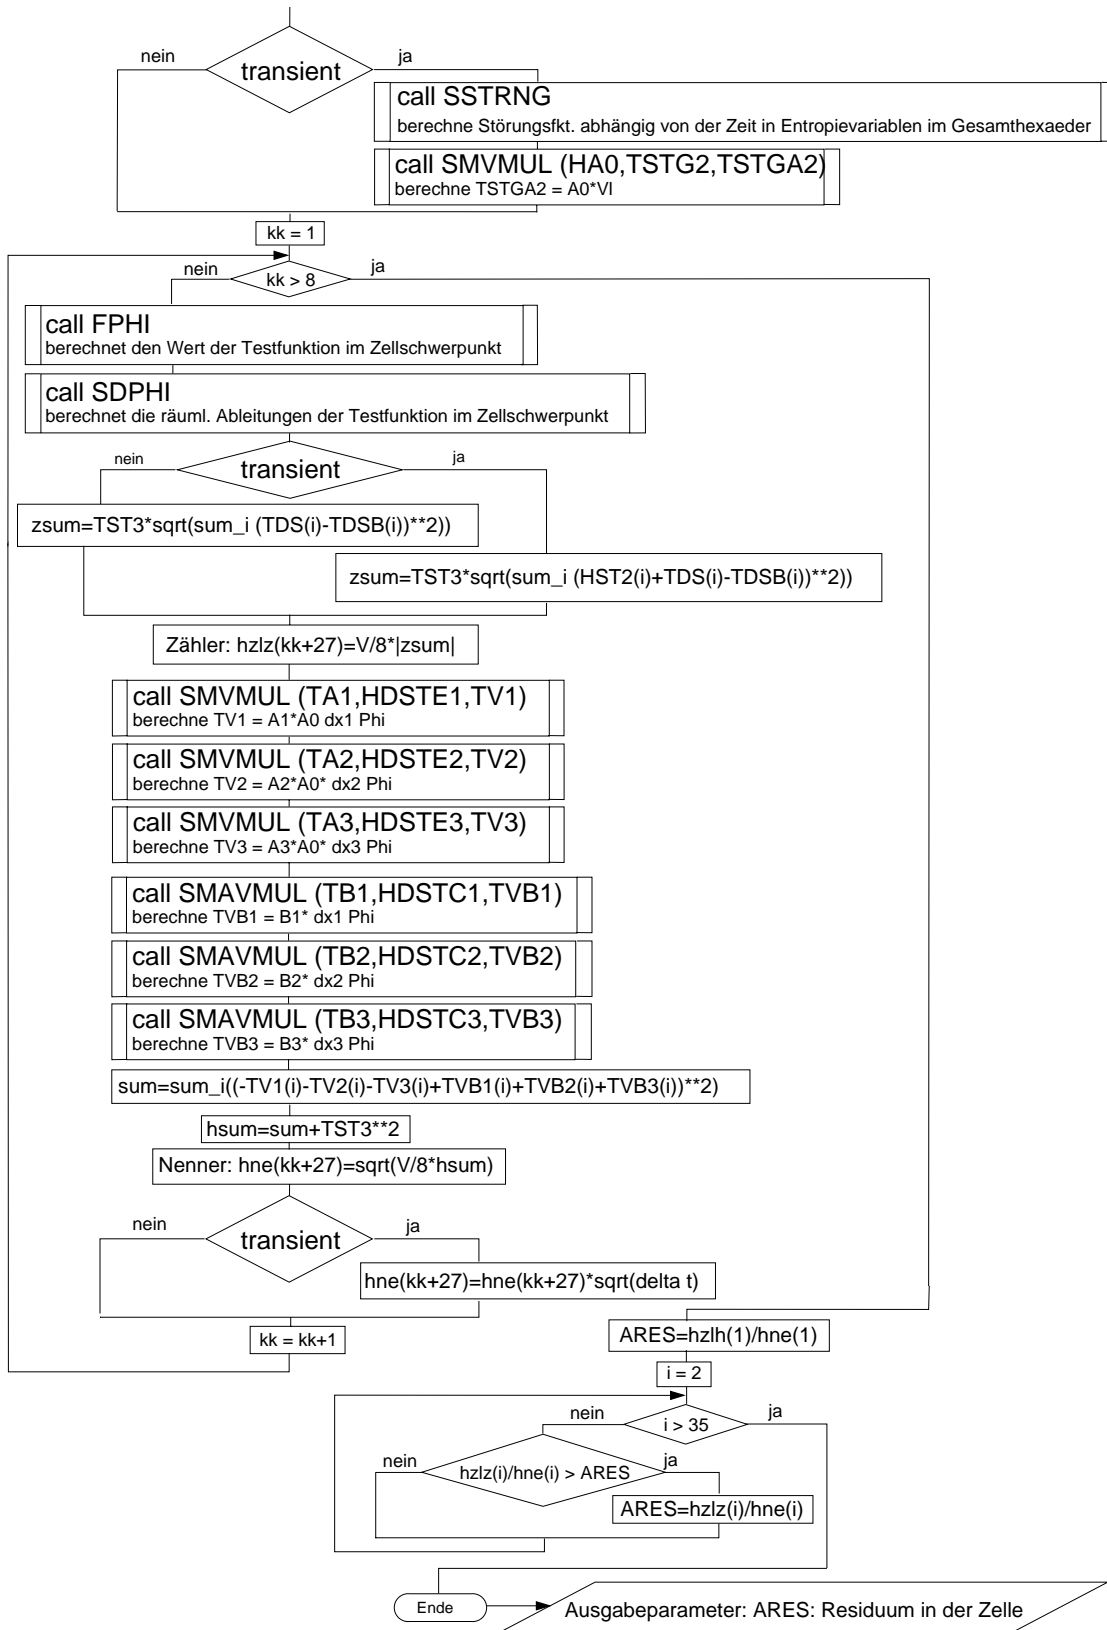 nein
ja
transient
call SSTRNG
berechne Störungsfkt. abhängig von der Zeit in Entropievariablen im Gesamthexaeder
call SMVMUL (HA0,TSTG2,TSTGA2)
berechne TSTGA2 = A0*VI
kk = 1
nein
ja
kk > 8
call FPHI
berechnet den Wert der Testfunktion im Zellschwerpunkt
call SDPHI
berechnet die räuml. Ableitungen der Testfunktion im Zellschwerpunkt
nein
ja
transient
zsum=TST3*sqrt(sum_i (TDS(i)-TDSB(i))**2))
zsum=TST3*sqrt(sum_i (HST2(i)+TDS(i)-TDSB(i))**2))
Zähler: hzlz(kk+27)=V/8*|zsum|
call SMVMUL (TA1,HDSTE1,TV1)
berechne TV1 = A1*A0 dx1 Phi
call SMVMUL (TA2,HDSTE2,TV2)
berechne TV2 = A2*A0* dx2 Phi
call SMVMUL (TA3,HDSTE3,TV3)
berechne TV3 = A3*A0* dx3 Phi
call SMAVMUL (TB1,HDSTC1,TVB1)
berechne TVB1 = B1* dx1 Phi
call SMAVMUL (TB2,HDSTC2,TVB2)
berechne TVB2 = B2* dx2 Phi
call SMAVMUL (TB3,HDSTC3,TVB3)
berechne TVB3 = B3* dx3 Phi
sum=sum_i((-TV1(i)-TV2(i)-TV3(i)+TVB1(i)+TVB2(i)+TVB3(i))**2)
hsum=sum+TST3**2
Nenner: hne(kk+27)=sqrt(V/8*hsum)
nein
ja
transient
hne(kk+27)=hne(kk+27)*sqrt(delta t)
kk = kk+1
ARES=hzlh(1)/hne(1)
i = 2
nein
ja
i > 35
nein
ja
hzlz(i)/hne(i) > ARES
ARES=hzlz(i)/hne(i)
Ende
Ausgabeparameter: ARES: Residuum in der Zelle